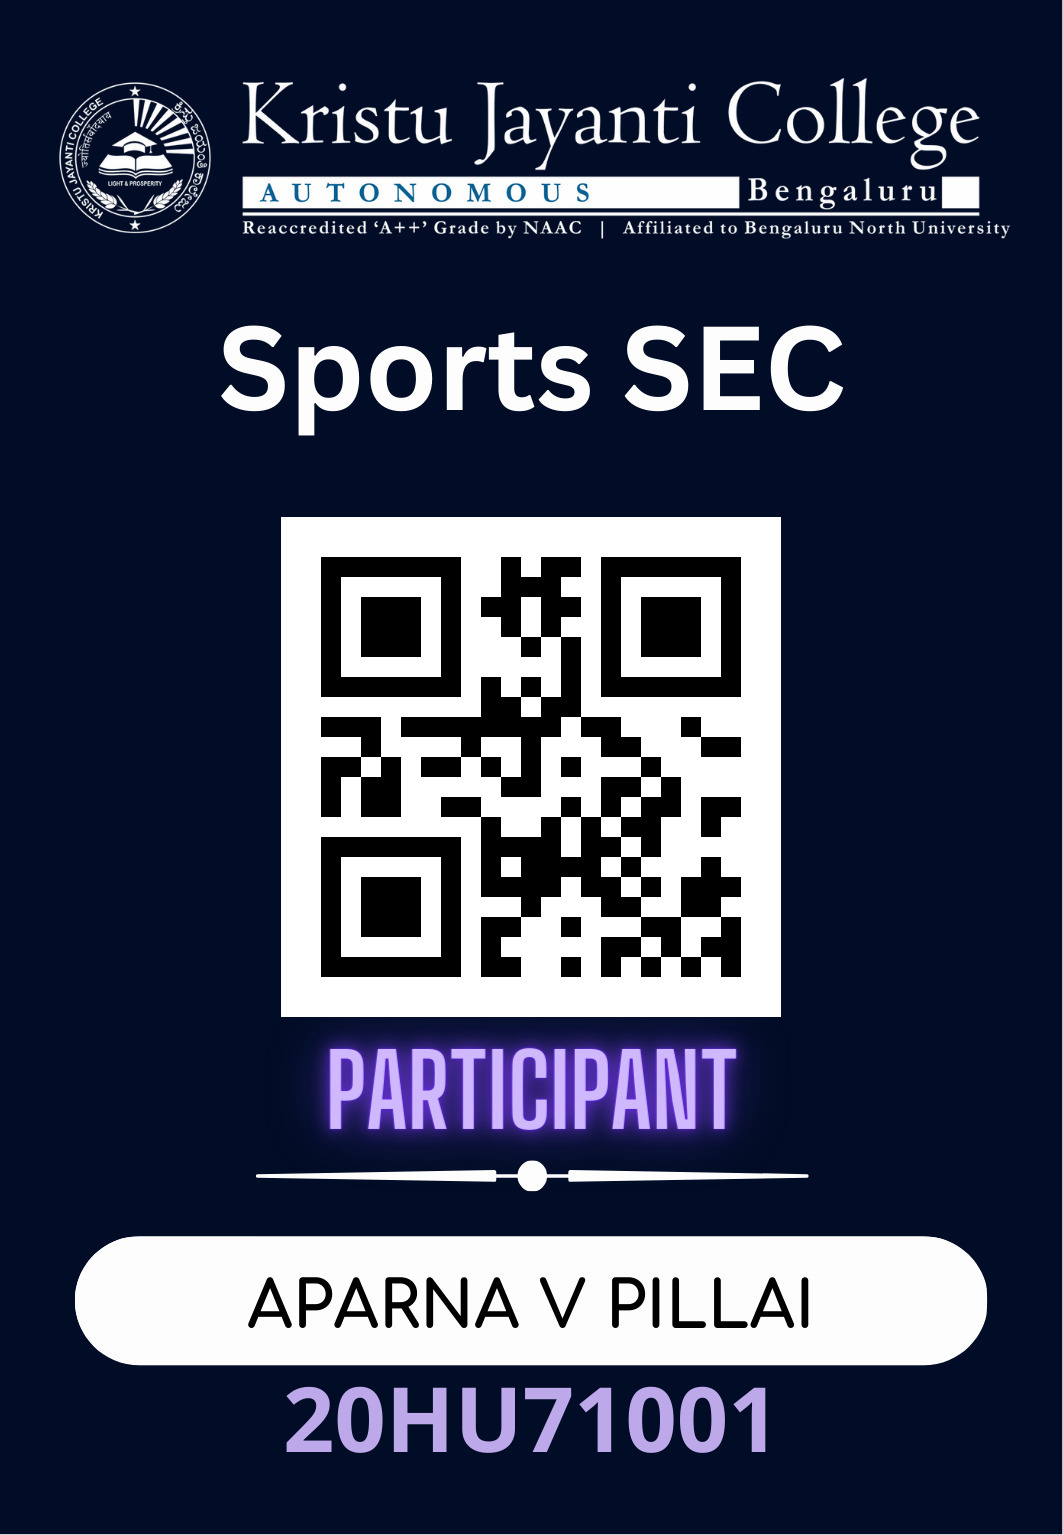 KRISTU JAYANTI COLLEGE
ಕ್ರಿಸ್ತು ಜಯಂತಿ ಕಾಲೇಜು
LIGHT & PROSPERITY
Kristu Jayanti College
AUTONOMOUS Bengaluru
Reaccredited ‘A++’ Grade by NAAC | Affiliated to Bengaluru North University
Sports SEC
PARTICIPANT
APARNA V PILLAI
20HU71001